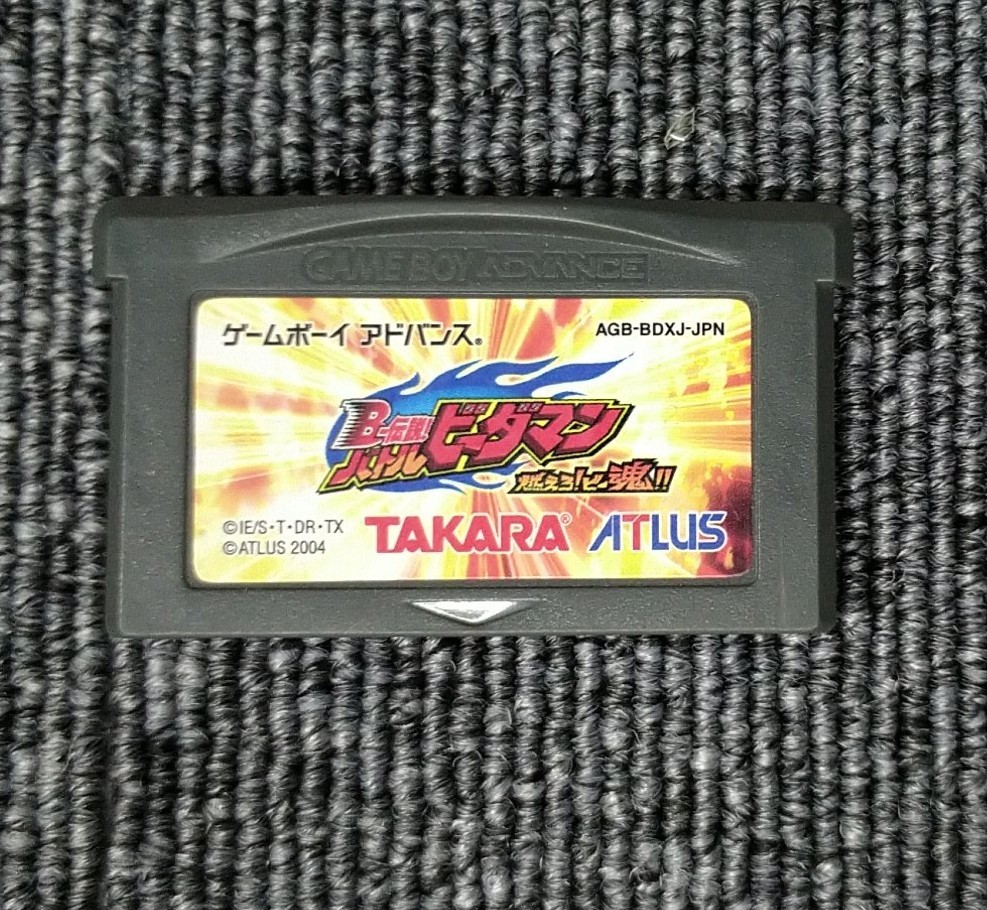 GAME BOY ADVANCE
ゲームボーイ アドバンス®
AGB-BDXJ-JPN
B-伝説!
バトルビーダマン
燃えろ!ビー魂!!
©IE/S・T・DR・TX
©ATLUS 2004
TAKARA®
ATLUS